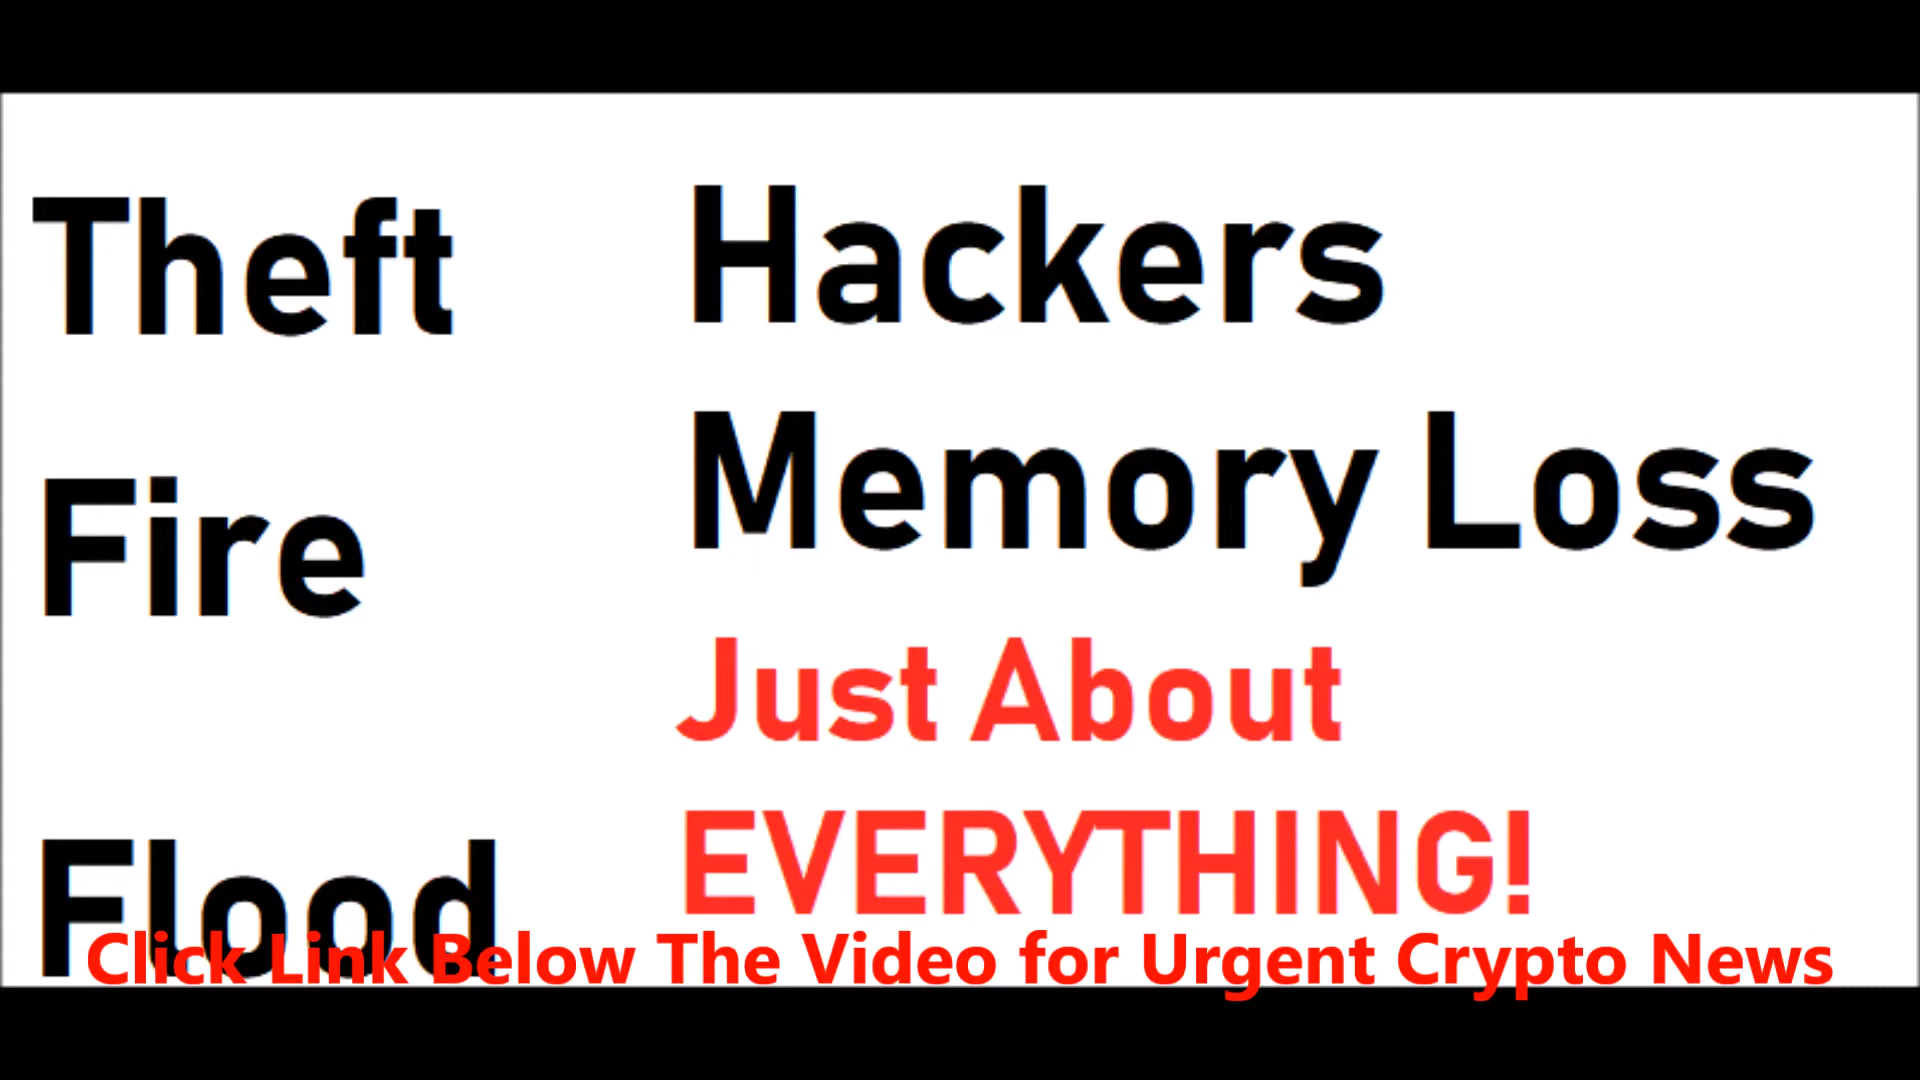 Theft
Fire
Flood
Hackers
Memory Loss
Just About
EVERYTHING!
Click Link Below The Video for Urgent Crypto News